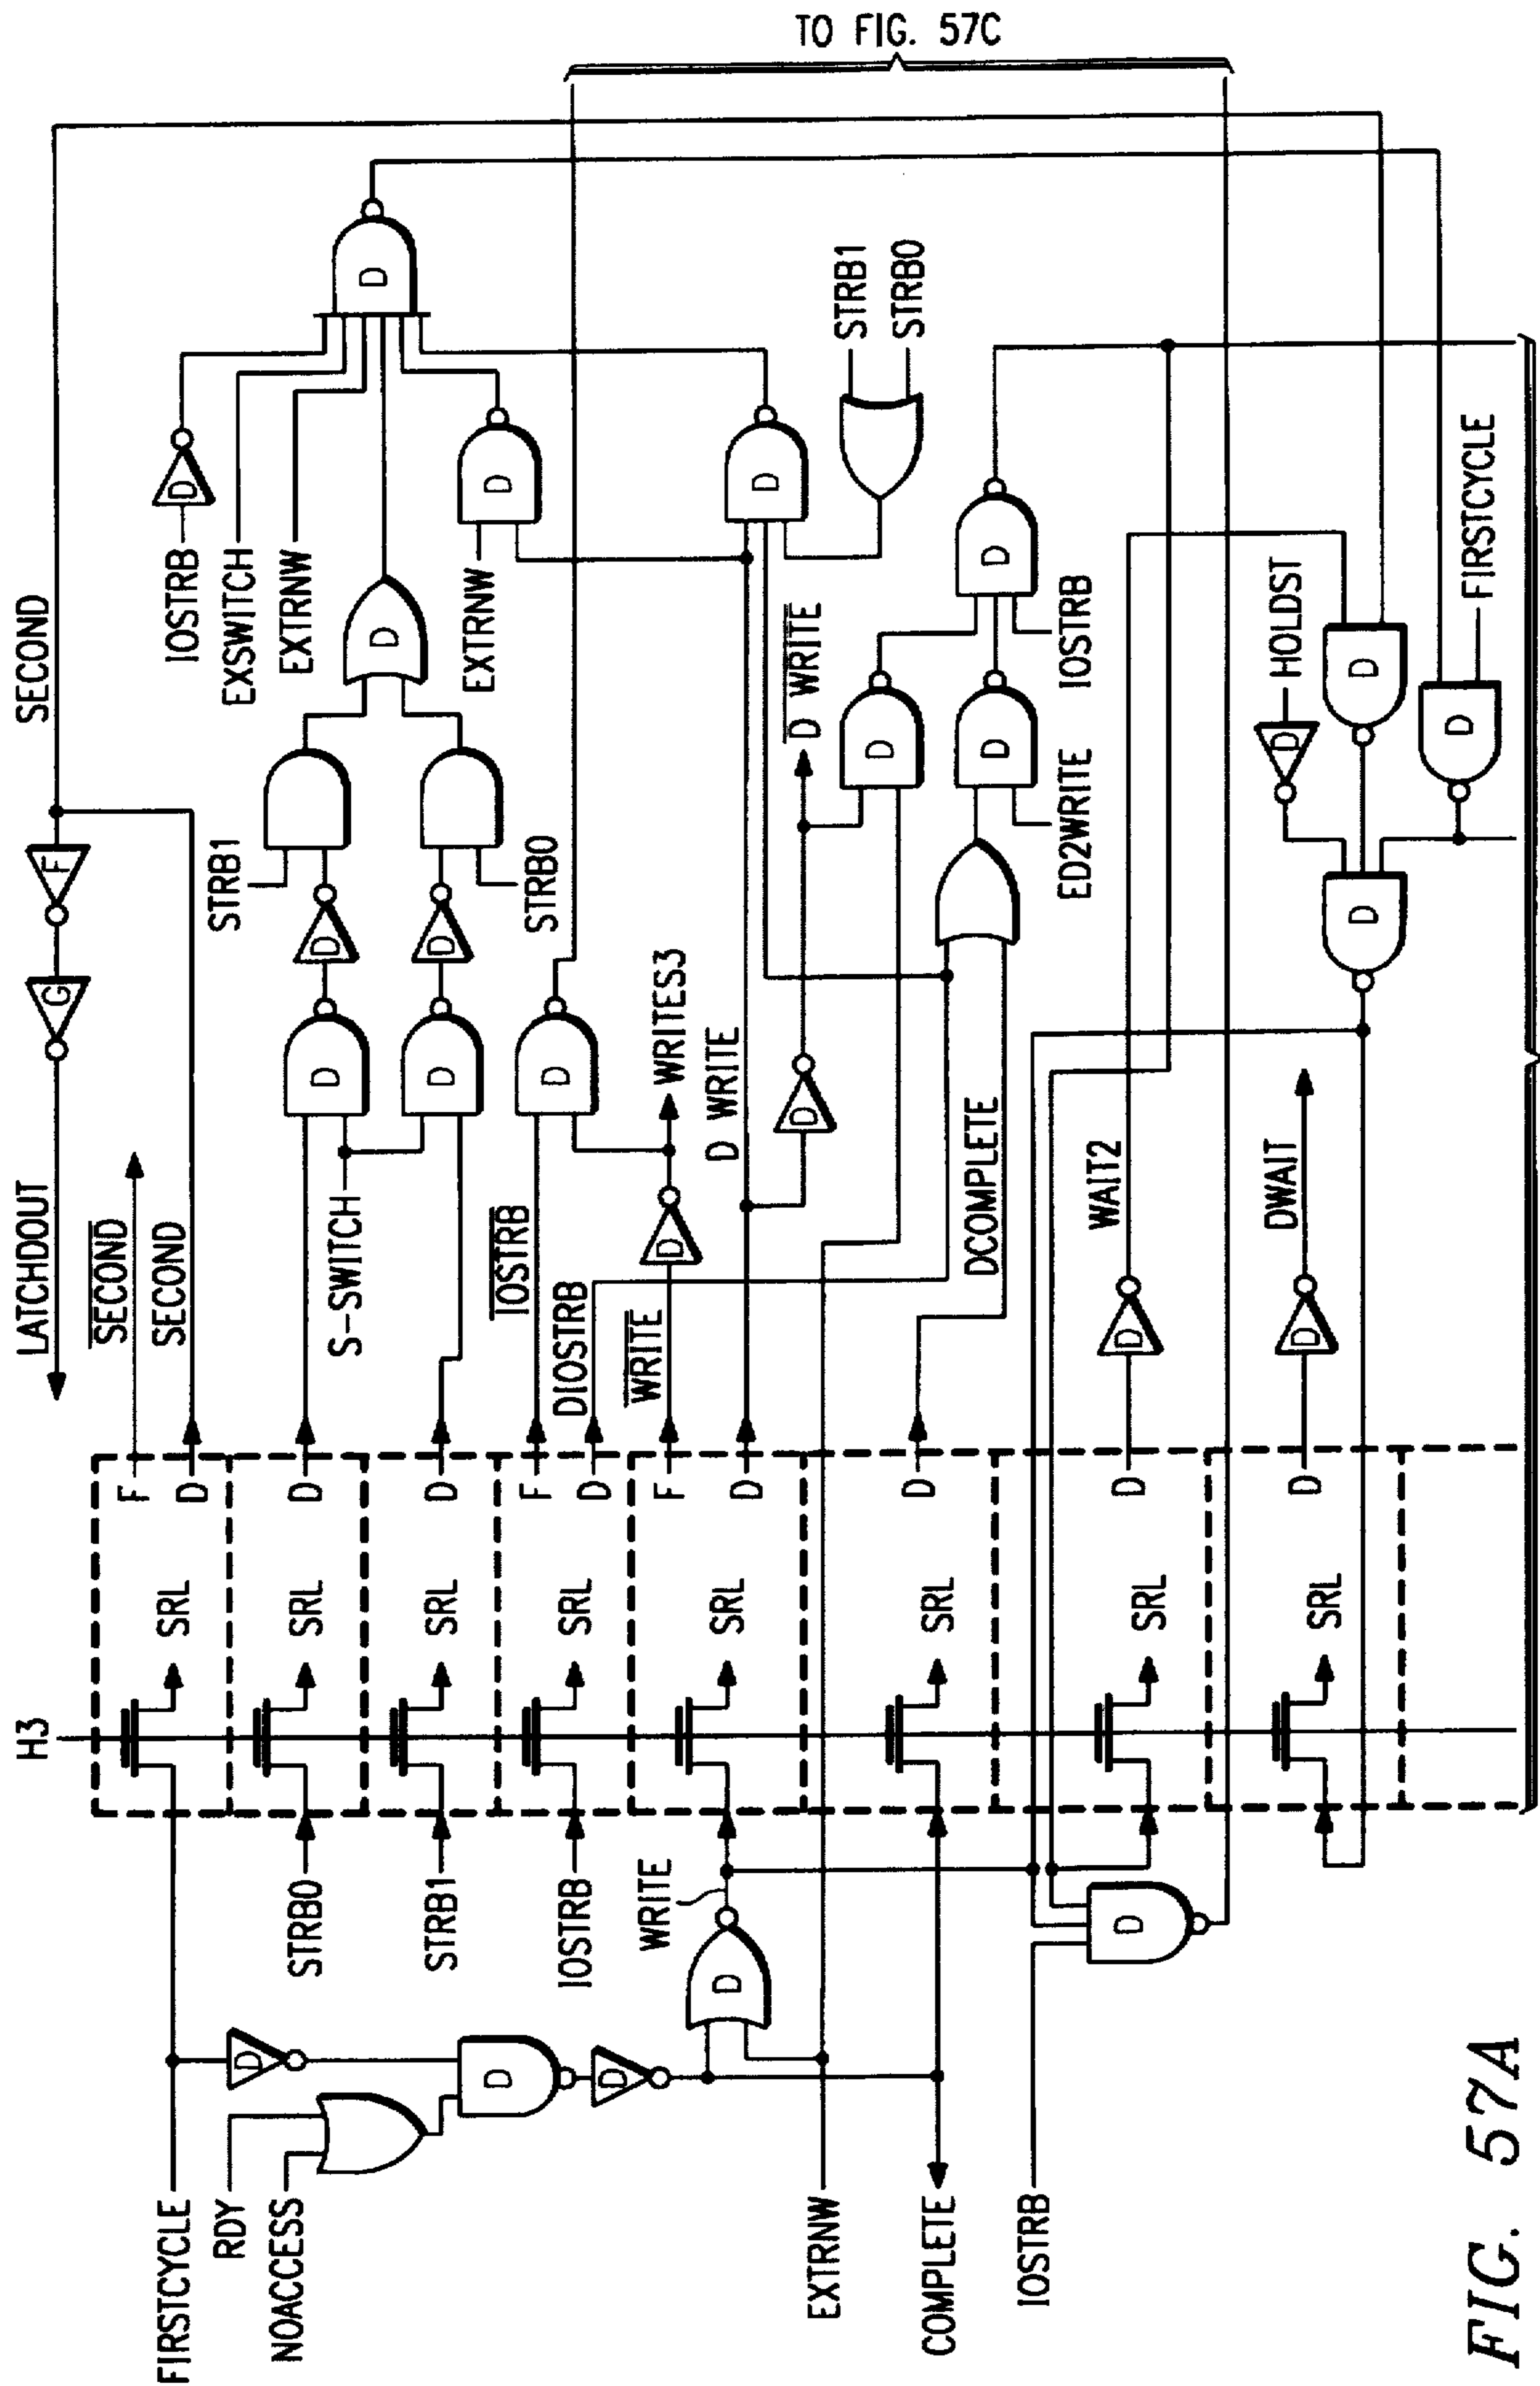 TO FIG. 57C
SECOND
IOSTRB
EXSWITCH
EXTRNW
D
D
STRB1
STRB0
EXTRNW
D
D
D
F
G
STRB1
STRB0
D
D
D WRITE
D
D
D
ED2WRITE
IOSTRB
HOLDST
D
D
D
FIRSTCYCLE
D
LATCHDOUT
SECOND
SECOND
D
D
S-SWITCH
D
IOSTRB
DIOSTRB
WRITE
D
WRITES3
D WRITE
D
DCOMPLETE
WAIT2
D
DWAIT
D
F
D
D
D
F
D
F
D
D
D
D
SRL
SRL
SRL
SRL
SRL
SRL
SRL
SRL
H3
STRB0
STRB1
IOSTRB
WRITE
D
D
D
D
D
FIRSTCYCLE
RDY
NOACCESS
EXTRNW
COMPLETE
IOSTRB
FIG. 57A